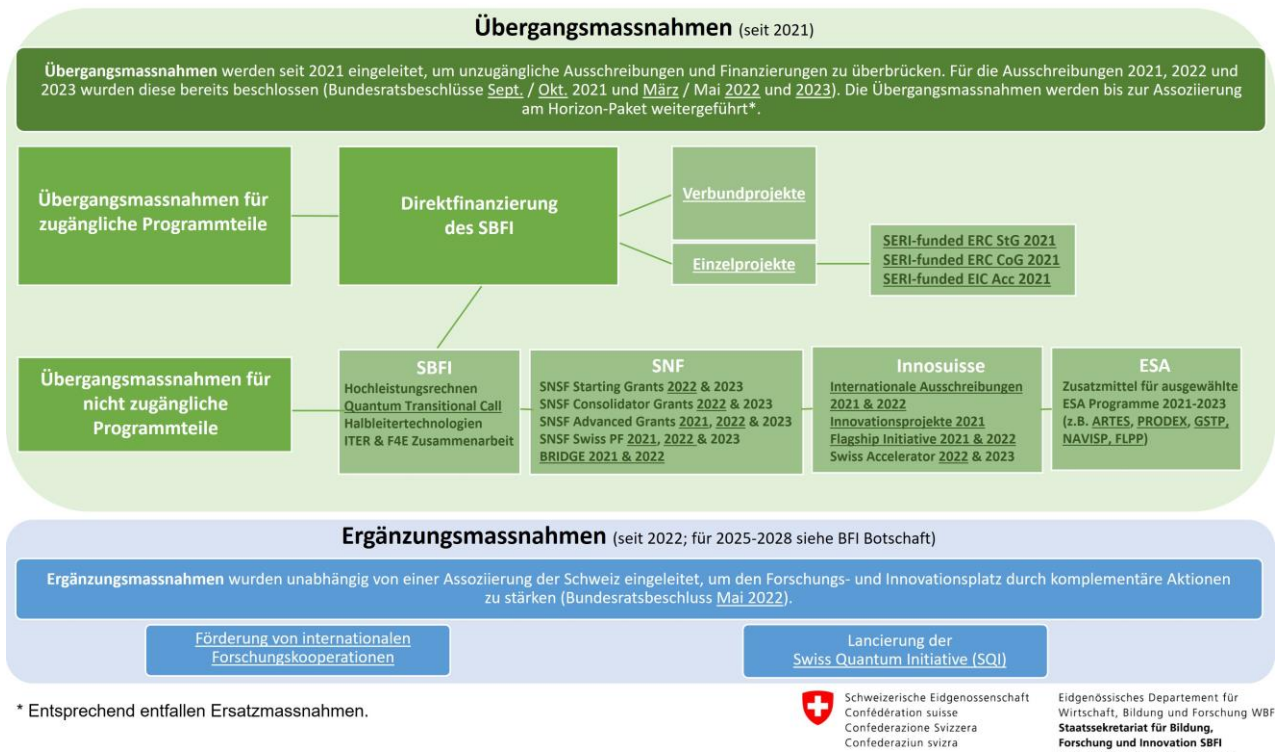 Übergangsmassnahmen (seit 2021)
Übergangsmassnahmen werden seit 2021 eingeleitet, um unzugängliche Ausschreibungen und Finanzierungen zu überbrücken. Für die Ausschreibungen 2021, 2022 und
2023 wurden diese bereits beschlossen (Bundesratsbeschlüsse Sept. / Okt. 2021 und März / Mai 2022 und 2023). Die Übergangsmassnahmen werden bis zur Assoziierung
am Horizon-Paket weitergeführt*.
Übergangsmassnahmen für
zugängliche Programmteile
Direktfinanzierung
des SBFI
Verbundprojekte
Einzelprojekte
SERI-funded ERC StG 2021
SERI-funded ERC CoG 2021
SERI-funded EIC Acc 2021
Übergangsmassnahmen für
nicht zugängliche
Programmteile
SBFI
Hochleistungsrechnen
Quantum Transitional Call
Halbleitertechnologien
ITER & F4E Zusammenarbeit
SNF
SNSF Starting Grants 2022 & 2023
SNSF Consolidator Grants 2022 & 2023
SNSF Advanced Grants 2021, 2022 & 2023
SNSF Swiss PF 2021, 2022 & 2023
BRIDGE 2021 & 2022
Innosuisse
Internationale Ausschreibungen
2021 & 2022
Innovationsprojekte 2021
Flagship Initiative 2021 & 2022
Swiss Accelerator 2022 & 2023
ESA
Zusatzmittel für ausgewählte
ESA Programme 2021-2023
(z.B. ARTES, PRODEX, GSTP,
NAVISP, FLPP)
Ergänzungsmassnahmen (seit 2022; für 2025-2028 siehe BFI Botschaft)
Ergänzungsmassnahmen wurden unabhängig von einer Assoziierung der Schweiz eingeleitet, um den Forschungs- und Innovationsplatz durch komplementäre Aktionen
zu stärken (Bundesratsbeschluss Mai 2022).
Förderung von internationalen
Forschungskooperationen
Lancierung der
Swiss Quantum Initiative (SQI)
* Entsprechend entfallen Ersatzmassnahmen.
Schweizerische Eidgenossenschaft
Confédération suisse
Confederazione Svizzera
Confederaziun svizra
Eidgenössisches Departement für
Wirtschaft, Bildung und Forschung WBF
Staatssekretariat für Bildung,
Forschung und Innovation SBFI